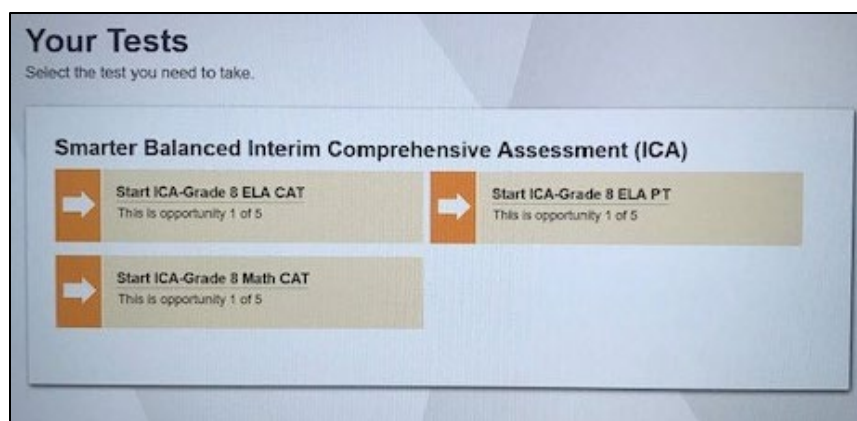 Your Tests
Select the test you need to take.
Smarter Balanced Interim Comprehensive Assessment (ICA)
Start ICA-Grade 8 ELA CAT
This is opportunity 1 of 5
Start ICA-Grade 8 ELA PT
This is opportunity 1 of 5
Start ICA-Grade 8 Math CAT
This is opportunity 1 of 5